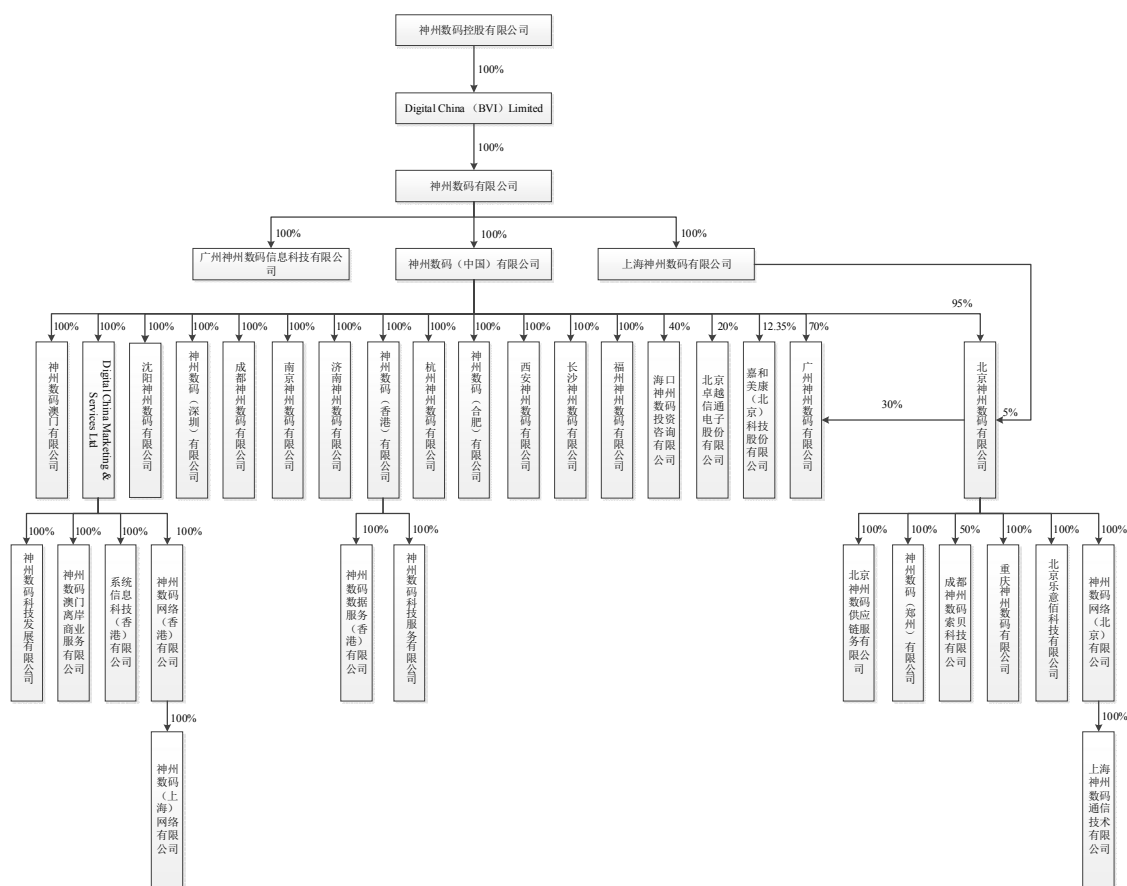 神州数码控股有限公司
100%
Digital China （BVI）Limited
100%
神州数码有限公司
100%
100%
100%
广州神州数码信息科技有限公
司
神州数码（中国）有限公司
上海神州数码有限公司
95%
100%
100%
100%
100%
100%
100%
100%
100%
100%
100%
100%
100%
100%
40%
20%
12.35%
70%
神州数码澳门有限公司
Digital China Marketing &
Services Ltd
沈阳神州数码有限公司
神州数码（深圳）有限公司
成都神州数码有限公司
南京神州数码有限公司
济南神州数码有限公司
神州数码（香港）有限公司
杭州神州数码有限公司
神州数码（合肥）有限公司
西安神州数码有限公司
长沙神州数码有限公司
福州神州数码有限公司
海口
神州
数码
投资
咨询
有限
公司
北京
卓越
信通
电子
股份
有限
公司
嘉和
美康
（北
京）
科技
股份
有限
公司
广州神州数码有限公司
北京神州数码有限公司
30%
5%
100%
100%
100%
100%
100%
100%
100%
100%
50%
100%
100%
100%
神州数码科技发展有限公司
神州
数码
澳门
离岸
商业
服务
有限
公司
系统
信息
科技
（香
港）
有限
公司
神州
数码
网络
（香
港）
有限
公司
神州
数码
数据
服务
（香
港）
有限
公司
神州数码科技服务有限公司
北京
神州
数码
供应
链服
务有
限公
司
神州数码（郑州）有限公司
成都
神州
数码
索贝
科技
有限
公司
重庆神州数码有限公司
北京乐意佰科技有限公司
神州
数码
网络
（北
京）
有限
公司
100%
100%
神州
数码
（上
海）
网络
有限
公司
上海
神州
数码
通信
技术
有限
公司